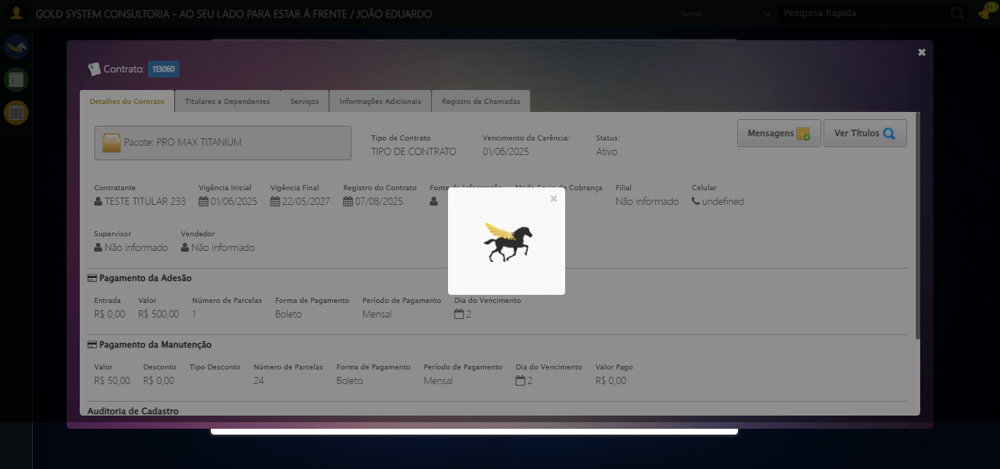 GOLD SYSTEM CONSULTORIA - AO SEU LADO PARA ESTAR À FRENTE / JOÃO EDUARDO
Nome
Pesquisa Rapida
911
Contrato: 113060
Detalhes do Contrato Titulares e Dependentes Serviços Informações Adicionais Registro de Chamadas
Mensagens Ver Títulos
Pacote: PRO MAX TITANIUM
Tipo de Contrato Vencimento da Carência: Status:
TIPO DE CONTRATO 01/06/2025 Ativo
Contratante Vigência Inicial Vigência Final Registro do Contrato Fonte de Informação Modo Envio de Cobrança Filial Celular
TESTE TITULAR 233 01/06/2025 22/05/2027 07/08/2025 Não informado undefined
Supervisor Vendedor
Não informado Não informado
Pagamento da Adesão
Entrada Valor Número de Parcelas Forma de Pagamento Período de Pagamento Dia do Vencimento
R$ 0,00 R$ 500,00 1 Boleto Mensal 2
Pagamento da Manutenção
Valor Desconto Tipo Desconto Número de Parcelas Forma de Pagamento Período de Pagamento Dia do Vencimento Valor Pago
R$ 50,00 R$ 0,00 24 Boleto Mensal 2 R$ 0,00
Auditoria de Cadastro